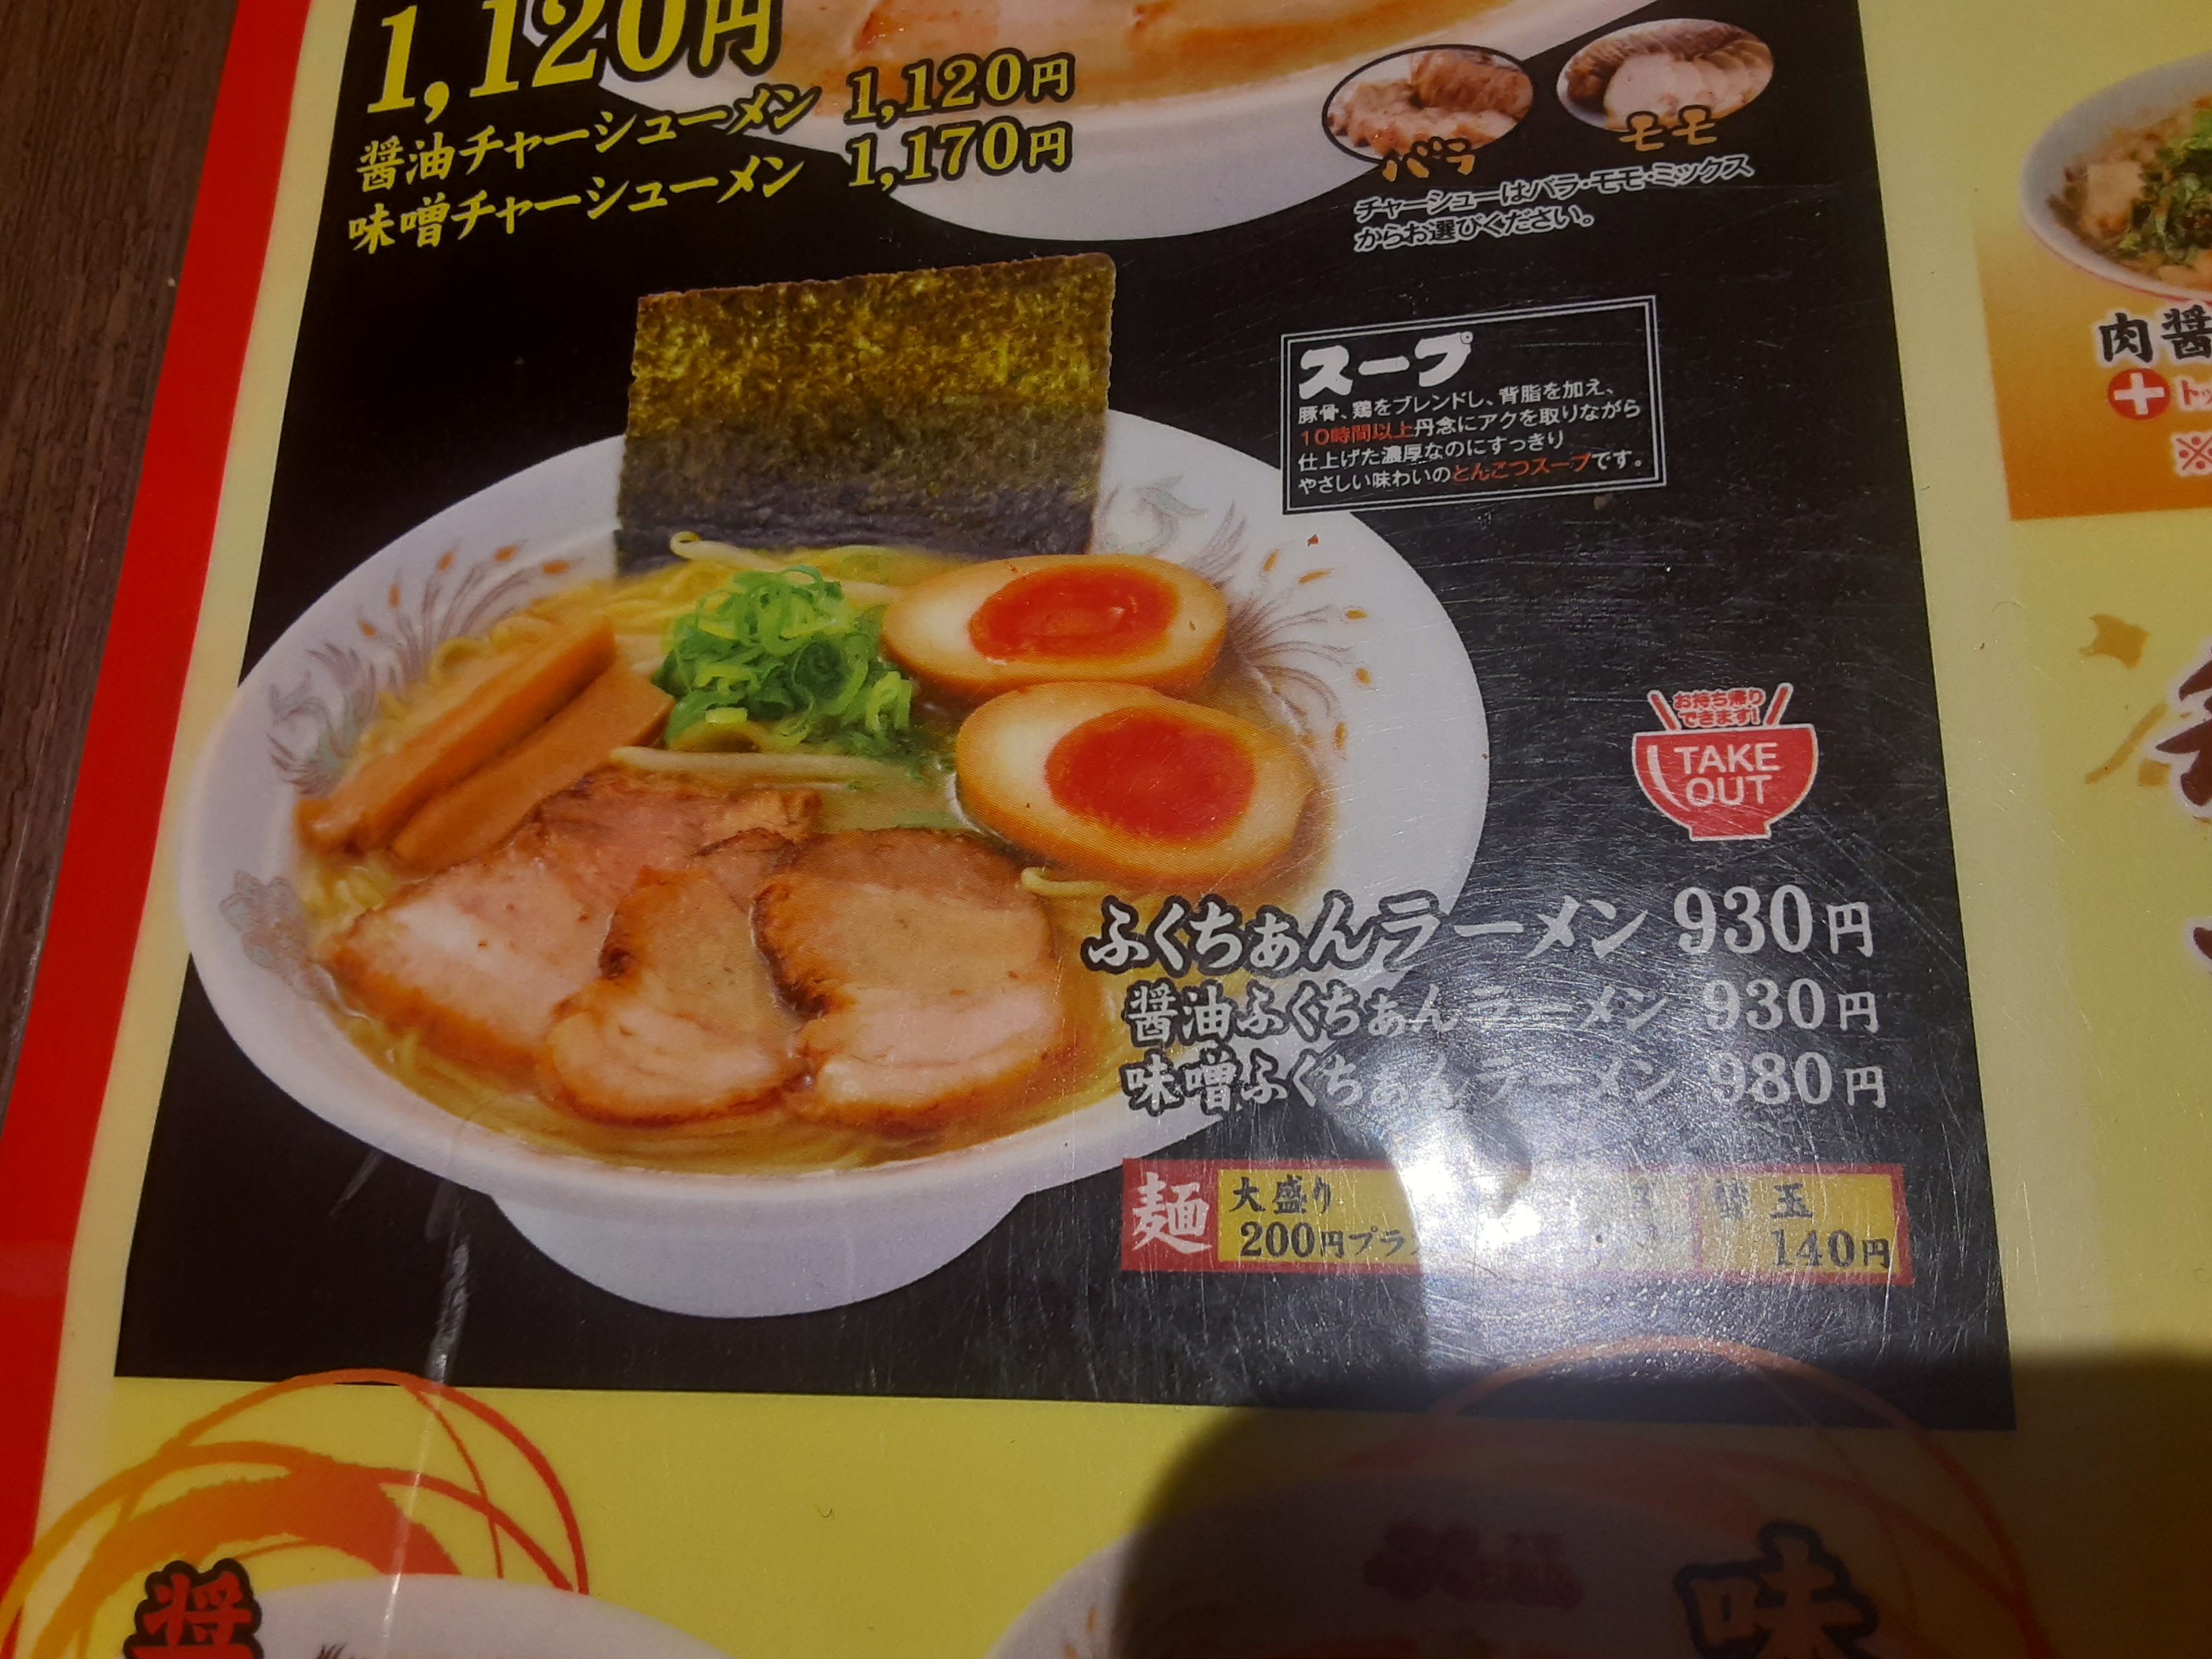 1,120円
醤油チャーシューメン 1,120円
味噌チャーシューメン 1,170円
バラ
モモ
チャーシューはバラ・モモ・ミックス
からお選びください。
スープ
豚骨、鶏をブレンドし、背脂を加え、
10時間以上丹念にアクを取りながら
仕上げた濃厚なのにすっきり
やさしい味わいのとんこつスープです。
お持ち帰り
できます!
TAKE
OUT
ふくちぁんラーメン 930円
醤油ふくちぁんラーメン 930円
味噌ふくちぁんラーメン 980円
麺
大盛り
200円プラ
替玉
140円
肉醤
※
醤
味